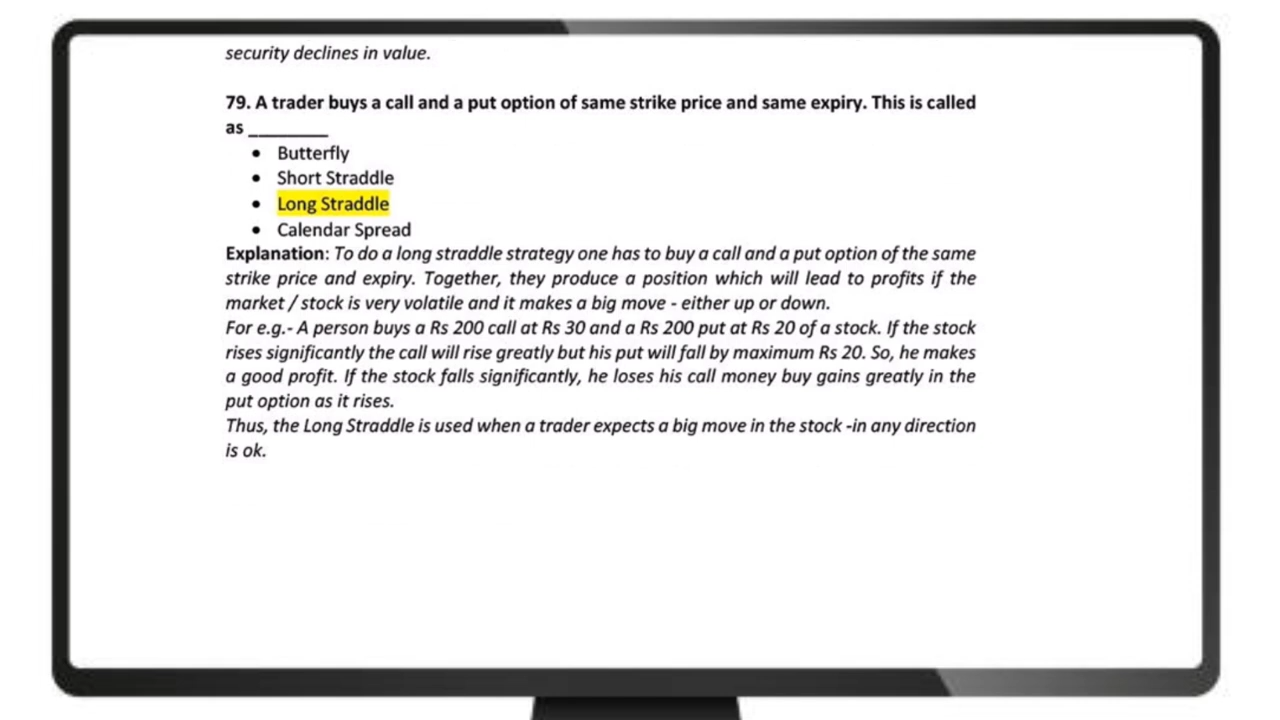 security declines in value.
79. A trader buys a call and a put option of same strike price and same expiry. This is called
as ________
• Butterfly
• Short Straddle
• Long Straddle
• Calendar Spread
Explanation: To do a long straddle strategy one has to buy a call and a put option of the same
strike price and expiry. Together, they produce a position which will lead to profits if the
market / stock is very volatile and it makes a big move - either up or down.
For e.g.- A person buys a Rs 200 call at Rs 30 and a Rs 200 put at Rs 20 of a stock. If the stock
rises significantly the call will rise greatly but his put will fall by maximum Rs 20. So, he makes
a good profit. If the stock falls significantly, he loses his call money buy gains greatly in the
put option as it rises.
Thus, the Long Straddle is used when a trader expects a big move in the stock -in any direction
is ok.